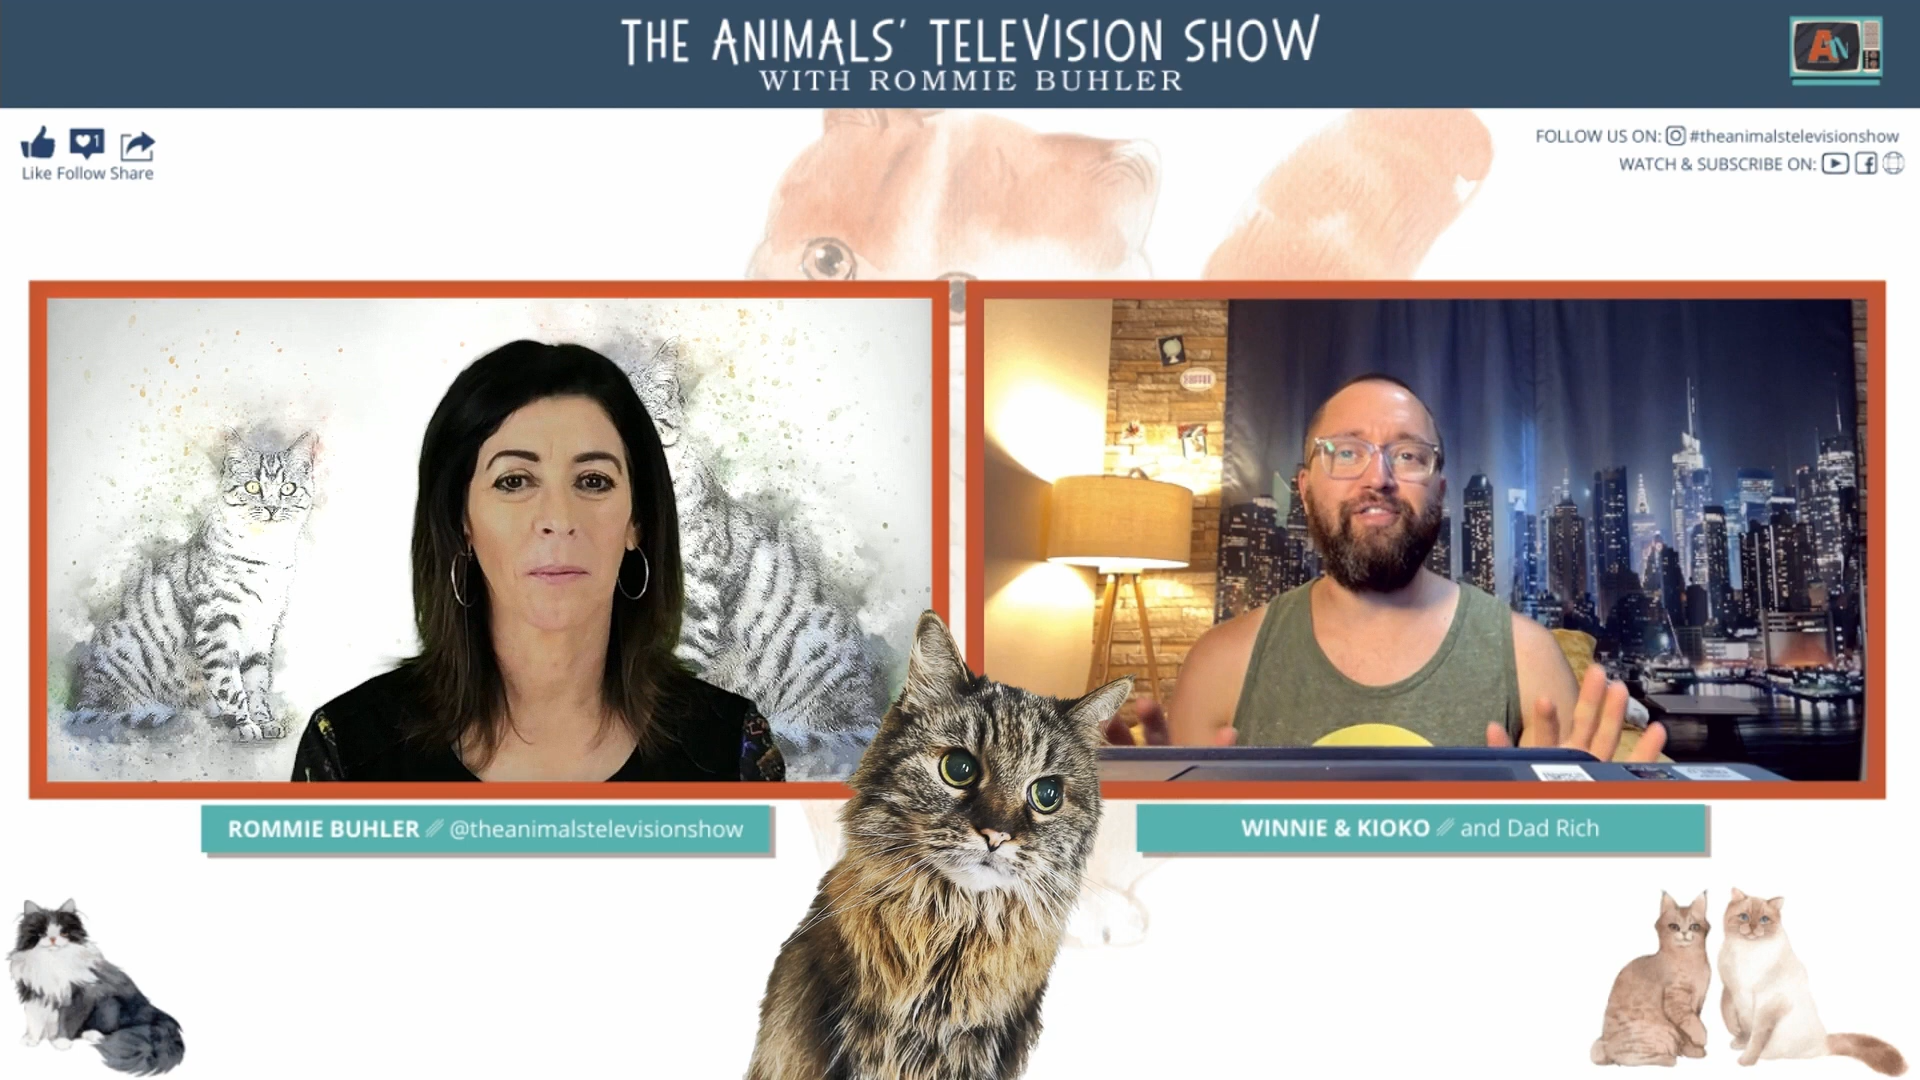 THE ANIMALS' TELEVISION SHOW
WITH ROMMIE BUHLER
1
Like Follow Share
FOLLOW US ON: #theanimalstelevisionshow
WATCH & SUBSCRIBE ON:
ROMMIE BUHLER // @theanimalstelevisionshow
WINNIE & KIOKO // and Dad Rich